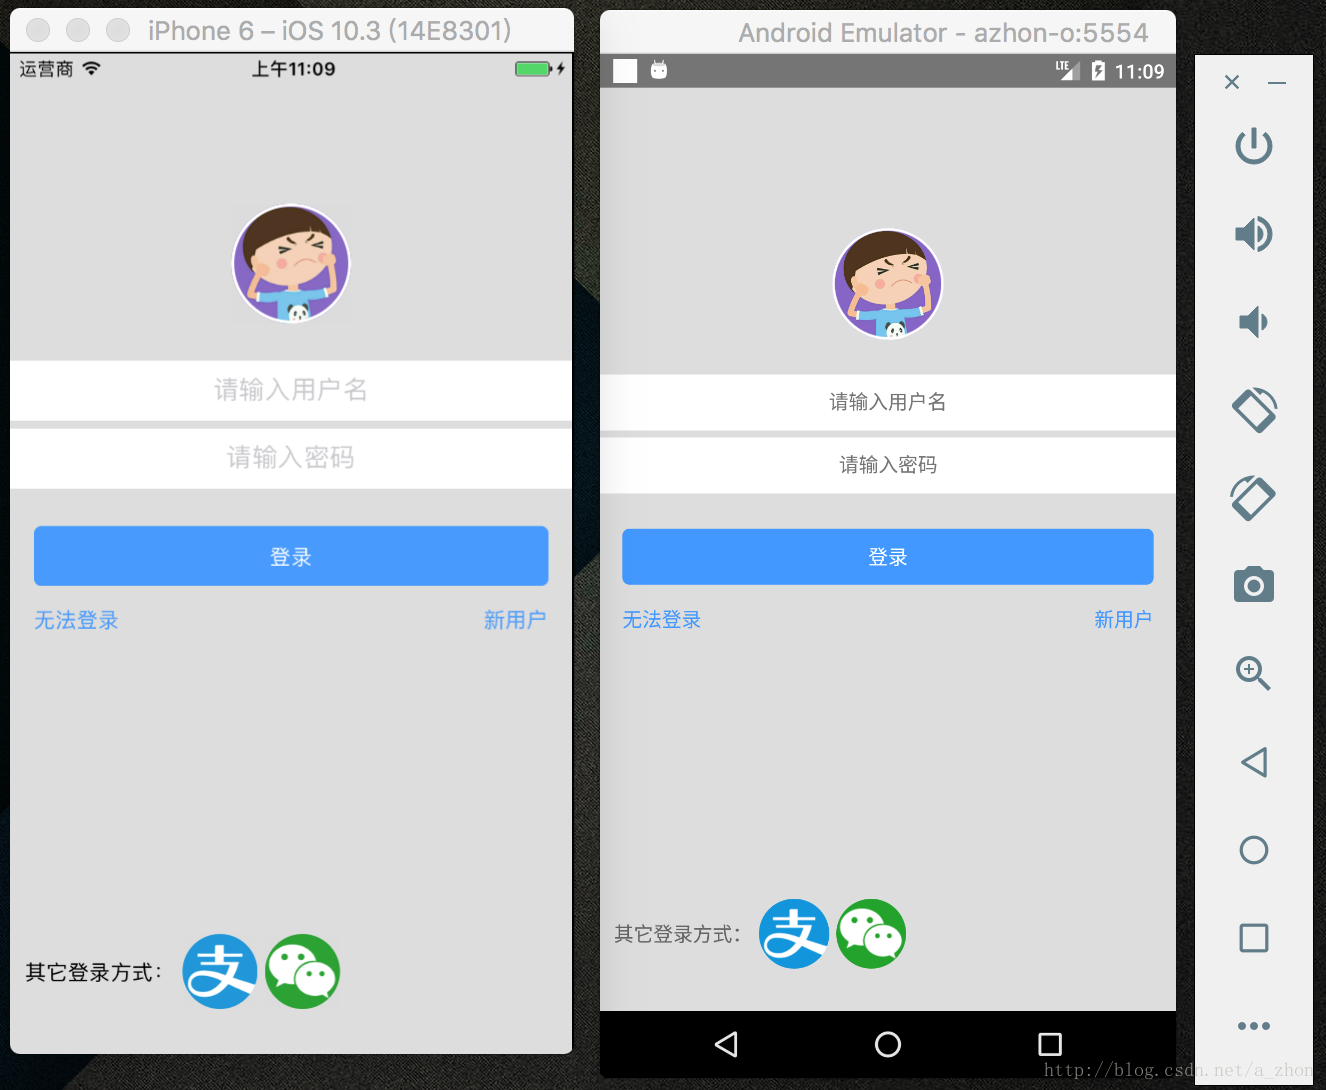 iPhone 6 – iOS 10.3 (14E8301)
运营商
上午11:09
请输入用户名
请输入密码
登录
无法登录
新用户
其它登录方式:
支
Android Emulator - azhon-o:5554
LTE
11:09
请输入用户名
请输入密码
登录
无法登录
新用户
其它登录方式:
支
http://blog.csdn.net/a_zhon